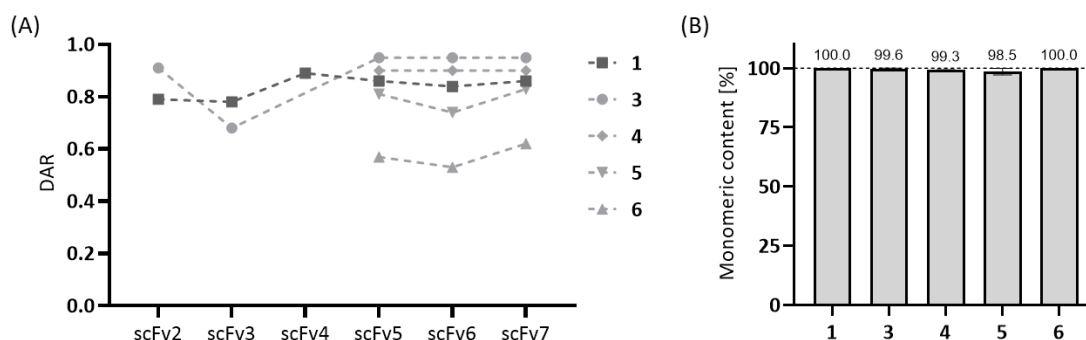 (A)
DAR
1.0
0.8
0.6
0.4
0.2
0.0
scFv2 scFv3 scFv4 scFv5 scFv6 scFv7
1
3
4
5
6
(B)
Monomeric content [%]
100.0 99.6 99.3 98.5 100.0
100
75
50
25
0
1 3 4 5 6